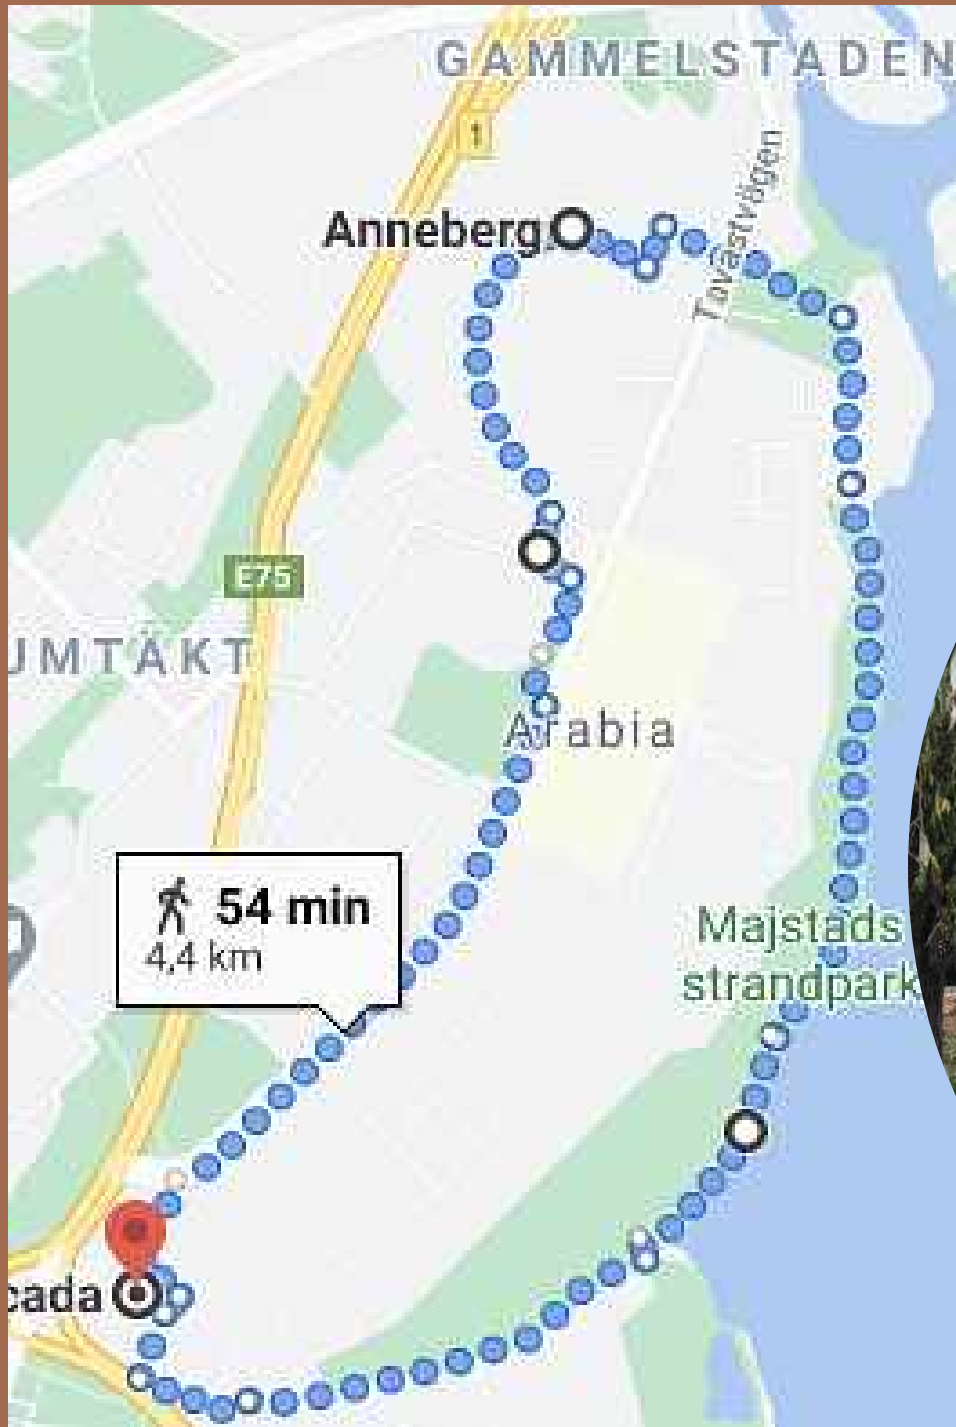 GAMMELSTADEN
1
Tavastvägen
Anneberg
E75
UMTÄKT
Arabia
54 min
4,4 km
Majstads
strandpark
cada